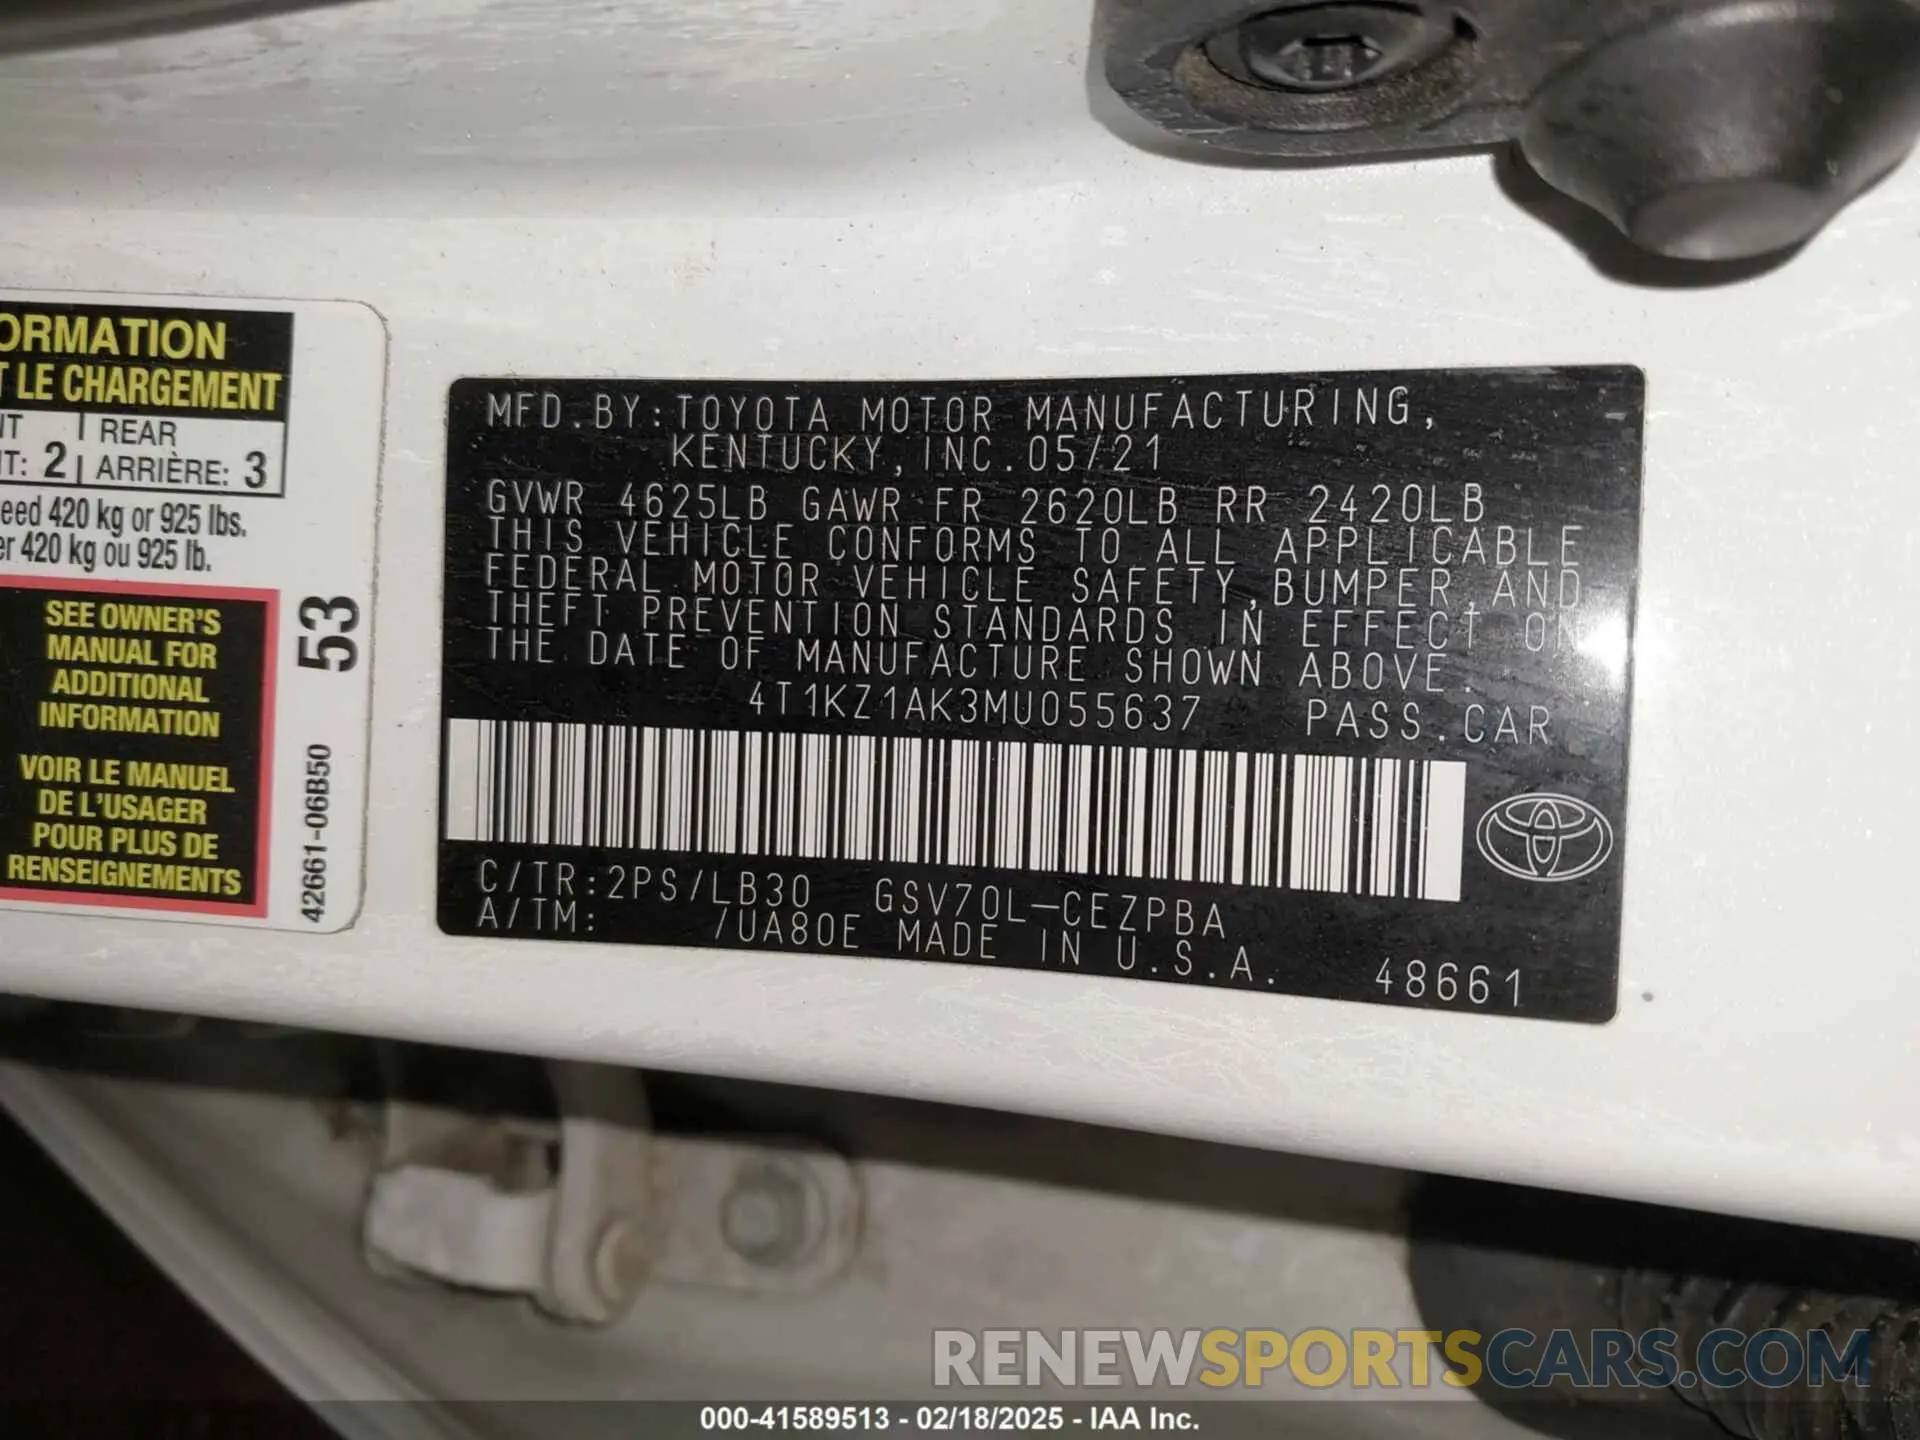 ORMATION
T LE CHARGEMENT
NT | REAR
NT: 2 | ARRIÈRE: 3
eed 420 kg or 925 lbs.
er 420 kg ou 925 lb.
SEE OWNER'S
MANUAL FOR
ADDITIONAL
INFORMATION
VOIR LE MANUEL
DE L'USAGER
POUR PLUS DE
RENSEIGNEMENTS
53
42661-06B50
MFD.BY:TOYOTA MOTOR MANUFACTURING,
KENTUCKY,INC.05/21
GVWR 4625LB GAWR FR 2620LB RR 2420LB
THIS VEHICLE CONFORMS TO ALL APPLICABLE
FEDERAL MOTOR VEHICLE SAFETY,BUMPER,AND
THEFT PREVENTION STANDARDS IN EFFECT ON
THE DATE OF MANUFACTURE SHOWN ABOVE.
4T1KZ1AK3MU055637 PASS.CAR
C/TR:2PS/LB30 GSV70L-CEZPBA
A/TM: /UA80E MADE IN U.S.A. 48661
RENEWSPORTSCARS.COM
000-41589513 - 02/18/2025 - IAA Inc.